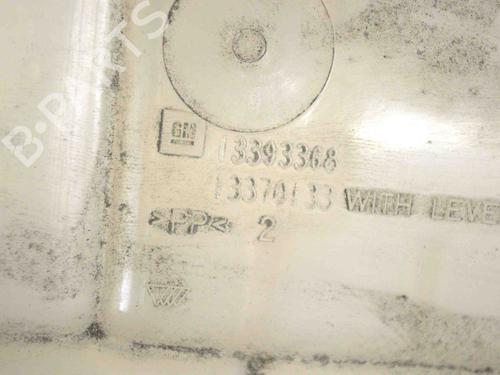 B-PARTS
GM
13393368
13370133 WITH LEVE
>PP< 2